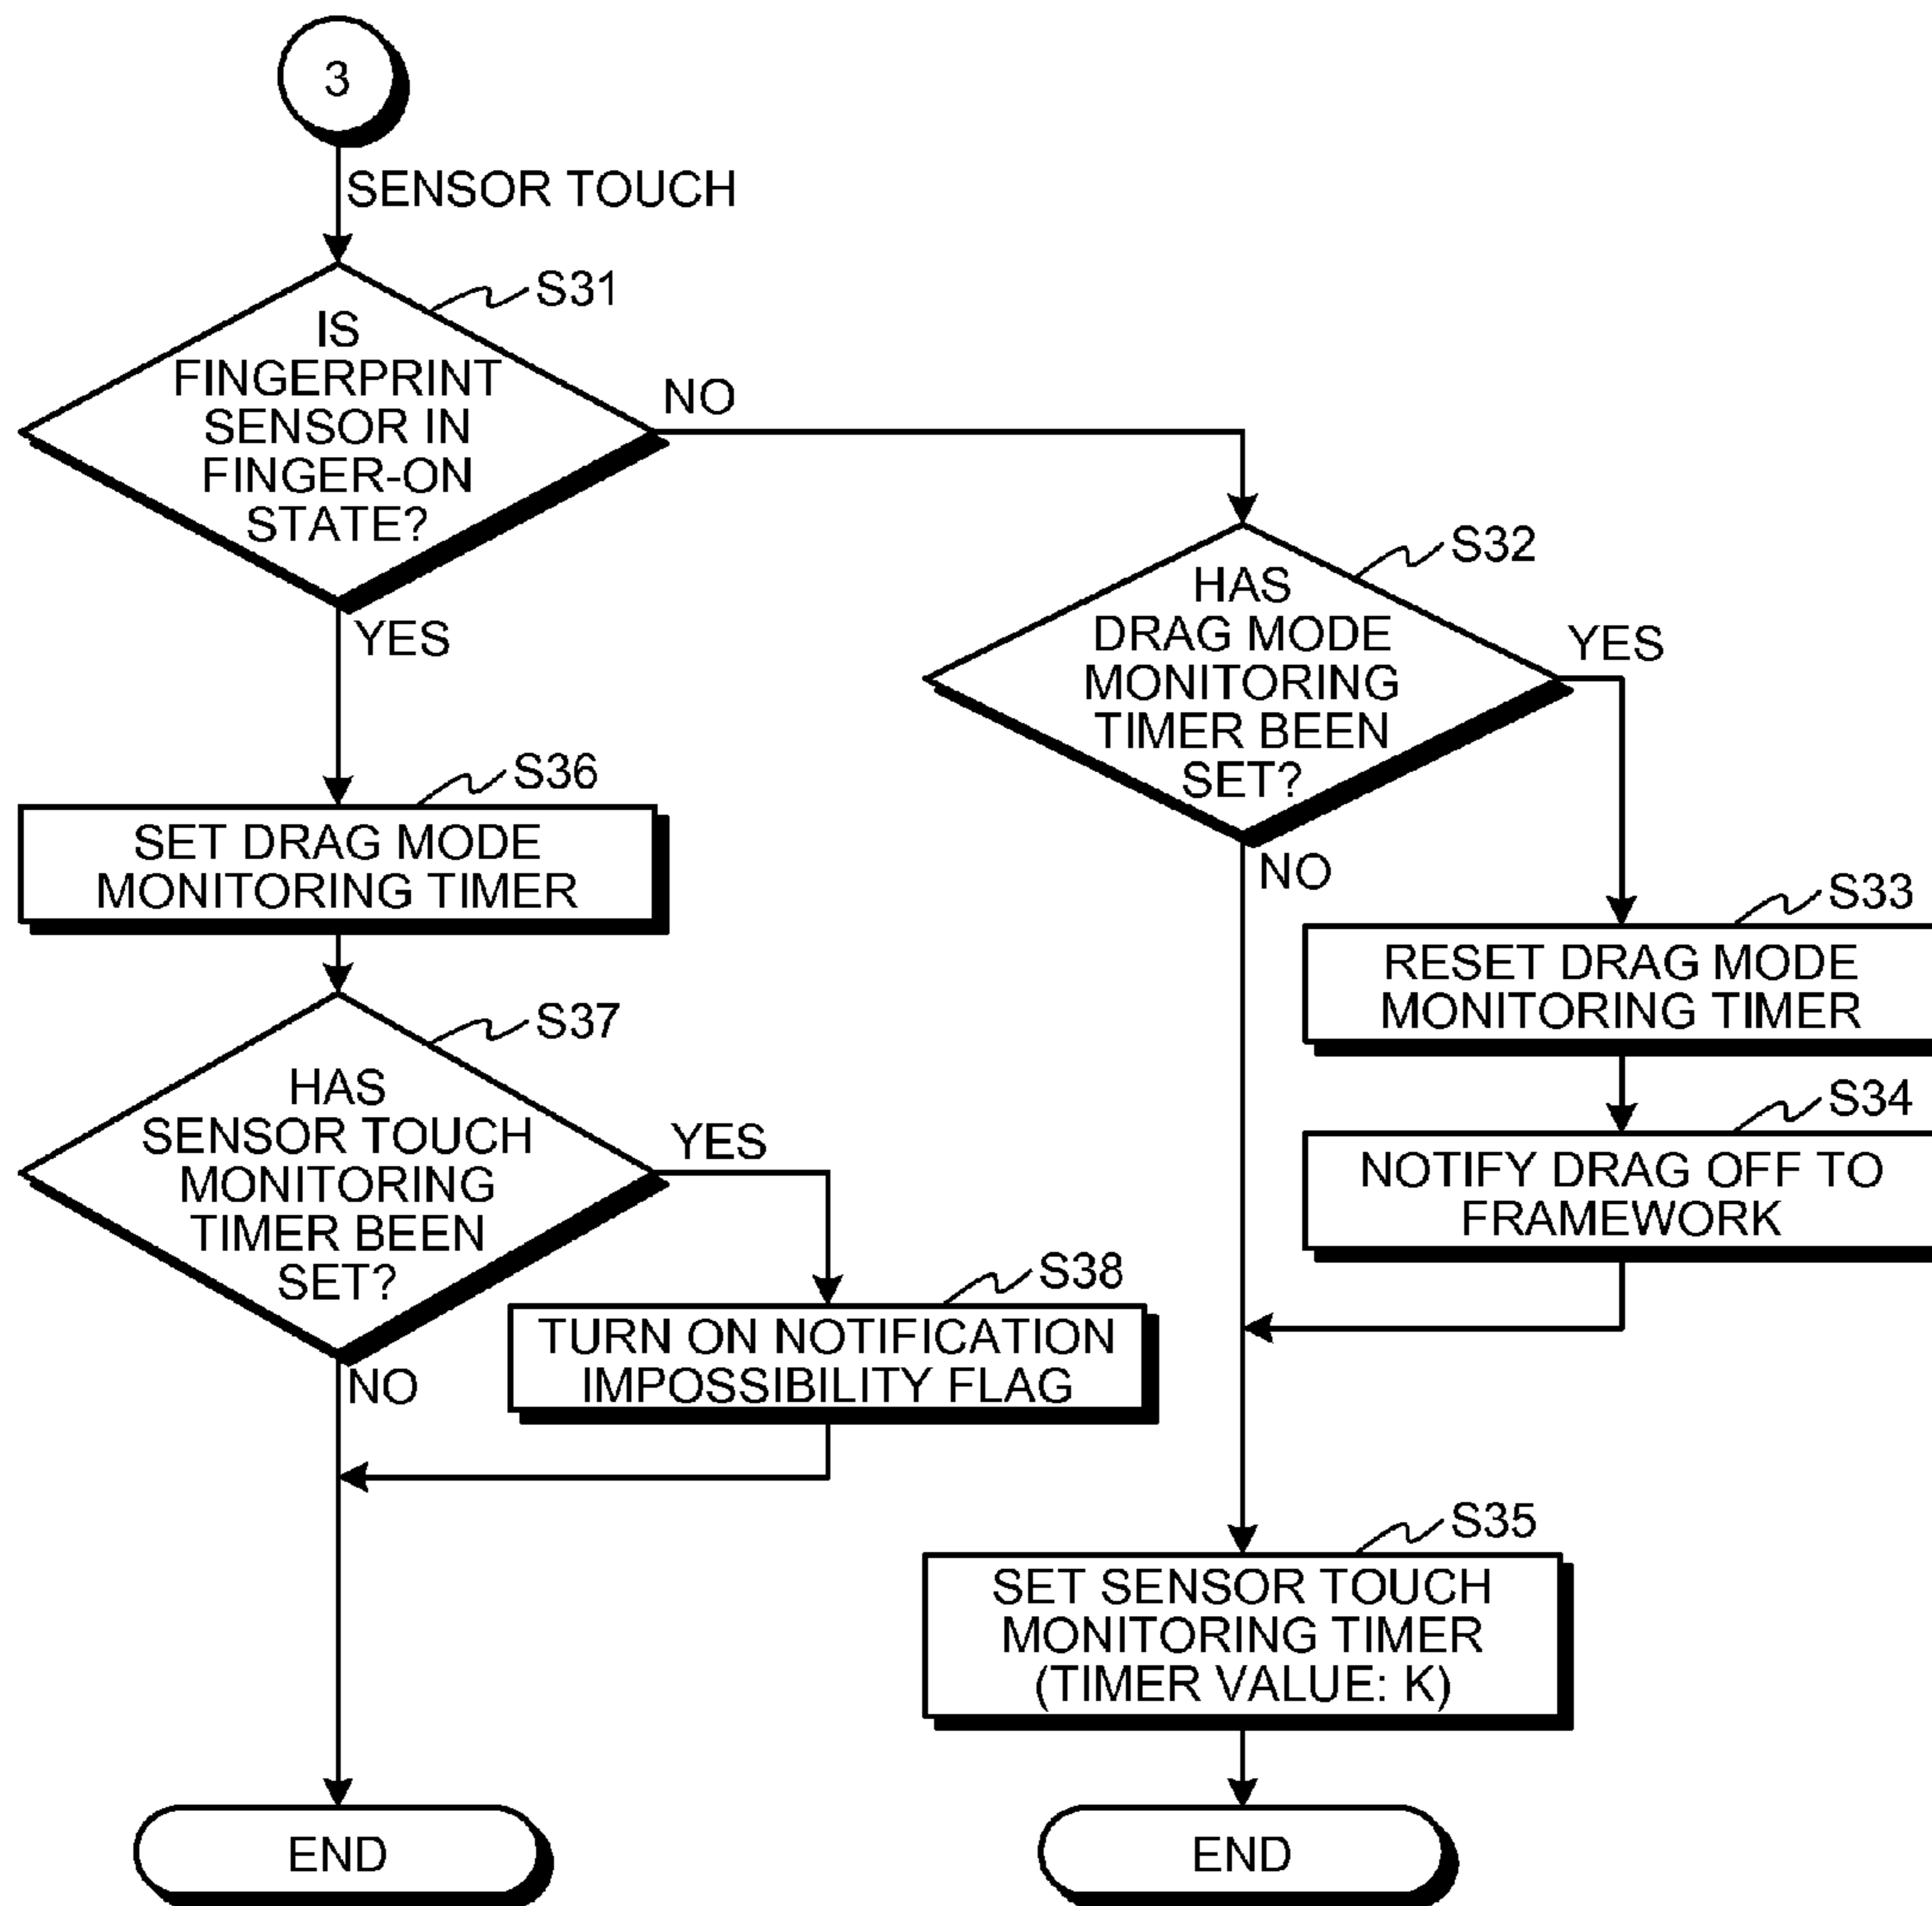 3
SENSOR TOUCH
S31
IS
FINGERPRINT
SENSOR IN
FINGER-ON
STATE?
NO
YES
S32
HAS
DRAG MODE
MONITORING
TIMER BEEN
SET?
YES
NO
S36
SET DRAG MODE
MONITORING TIMER
S33
RESET DRAG MODE
MONITORING TIMER
S37
HAS
SENSOR TOUCH
MONITORING
TIMER BEEN
SET?
YES
NO
S34
NOTIFY DRAG OFF TO
FRAMEWORK
S38
TURN ON NOTIFICATION
IMPOSSIBILITY FLAG
S35
SET SENSOR TOUCH
MONITORING TIMER
(TIMER VALUE: K)
END
END